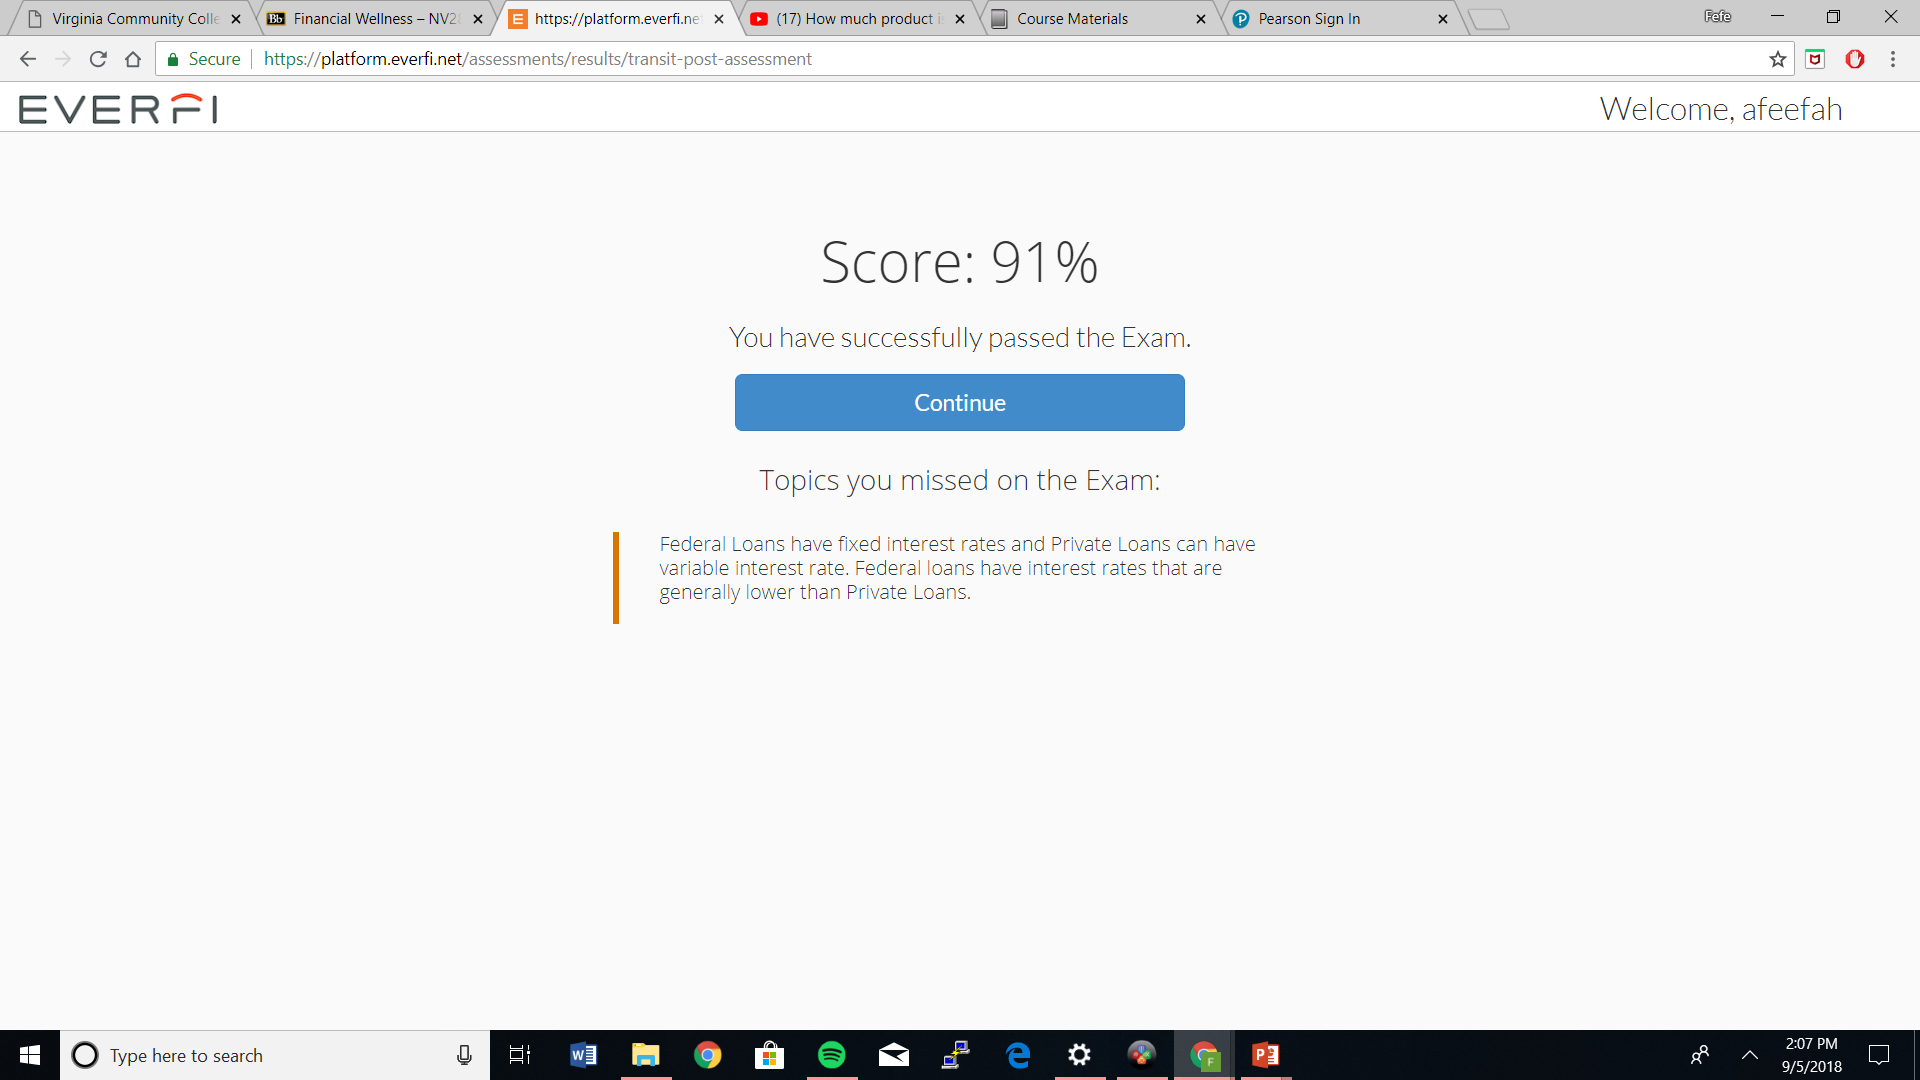 Virginia Community Colle
Financial Wellness – NV2
https://platform.everfi.ne
(17) How much product i
Course Materials
Pearson Sign In
Fefe
Secure
https://platform.everfi.net/assessments/results/transit-post-assessment
EVERFI
Welcome, afeefah
Score: 91%
You have successfully passed the Exam.
Continue
Topics you missed on the Exam:
Federal Loans have fixed interest rates and Private Loans can have
variable interest rate. Federal loans have interest rates that are
generally lower than Private Loans.
Type here to search
2:07 PM
9/5/2018